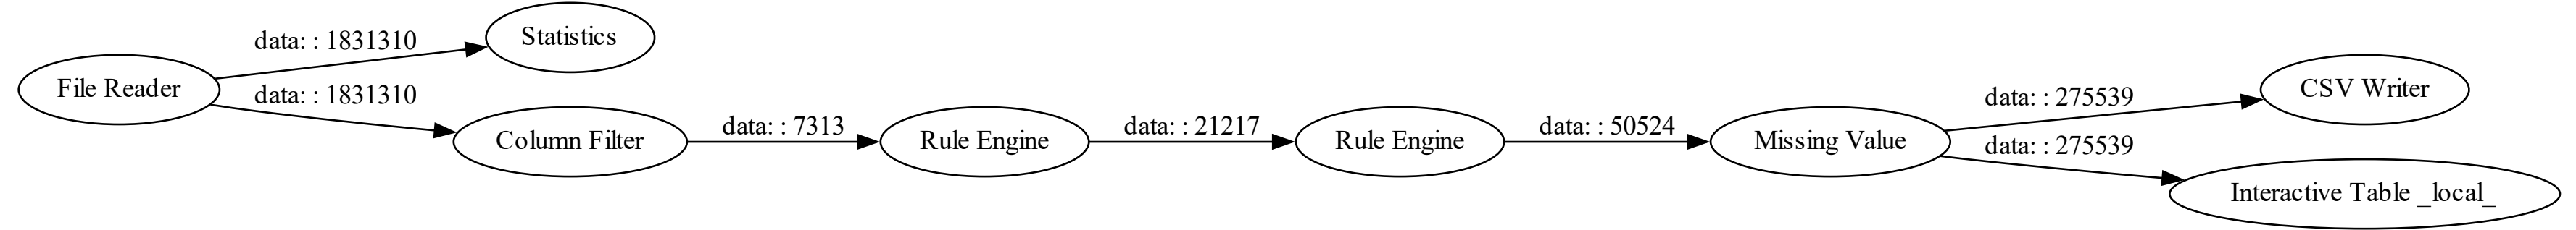 File Reader
data: : 1831310
Statistics
data: : 1831310
Column Filter
data: : 7313
Rule Engine
data: : 21217
Rule Engine
data: : 50524
Missing Value
data: : 275539
CSV Writer
data: : 275539
Interactive Table _local_